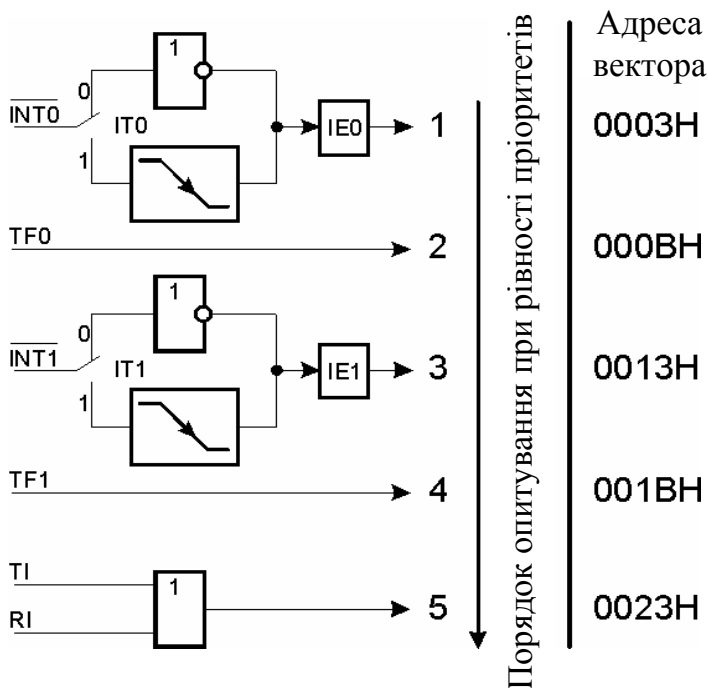 Адреса
вектора
1
0
INT0
IT0
1
IE0
1
0003H
TF0
2
000BH
1
0
INT1
IT1
1
IE1
3
0013H
TF1
4
001BH
TI
RI
1
5
0023H
Порядок опитування при рівності пріоритетів